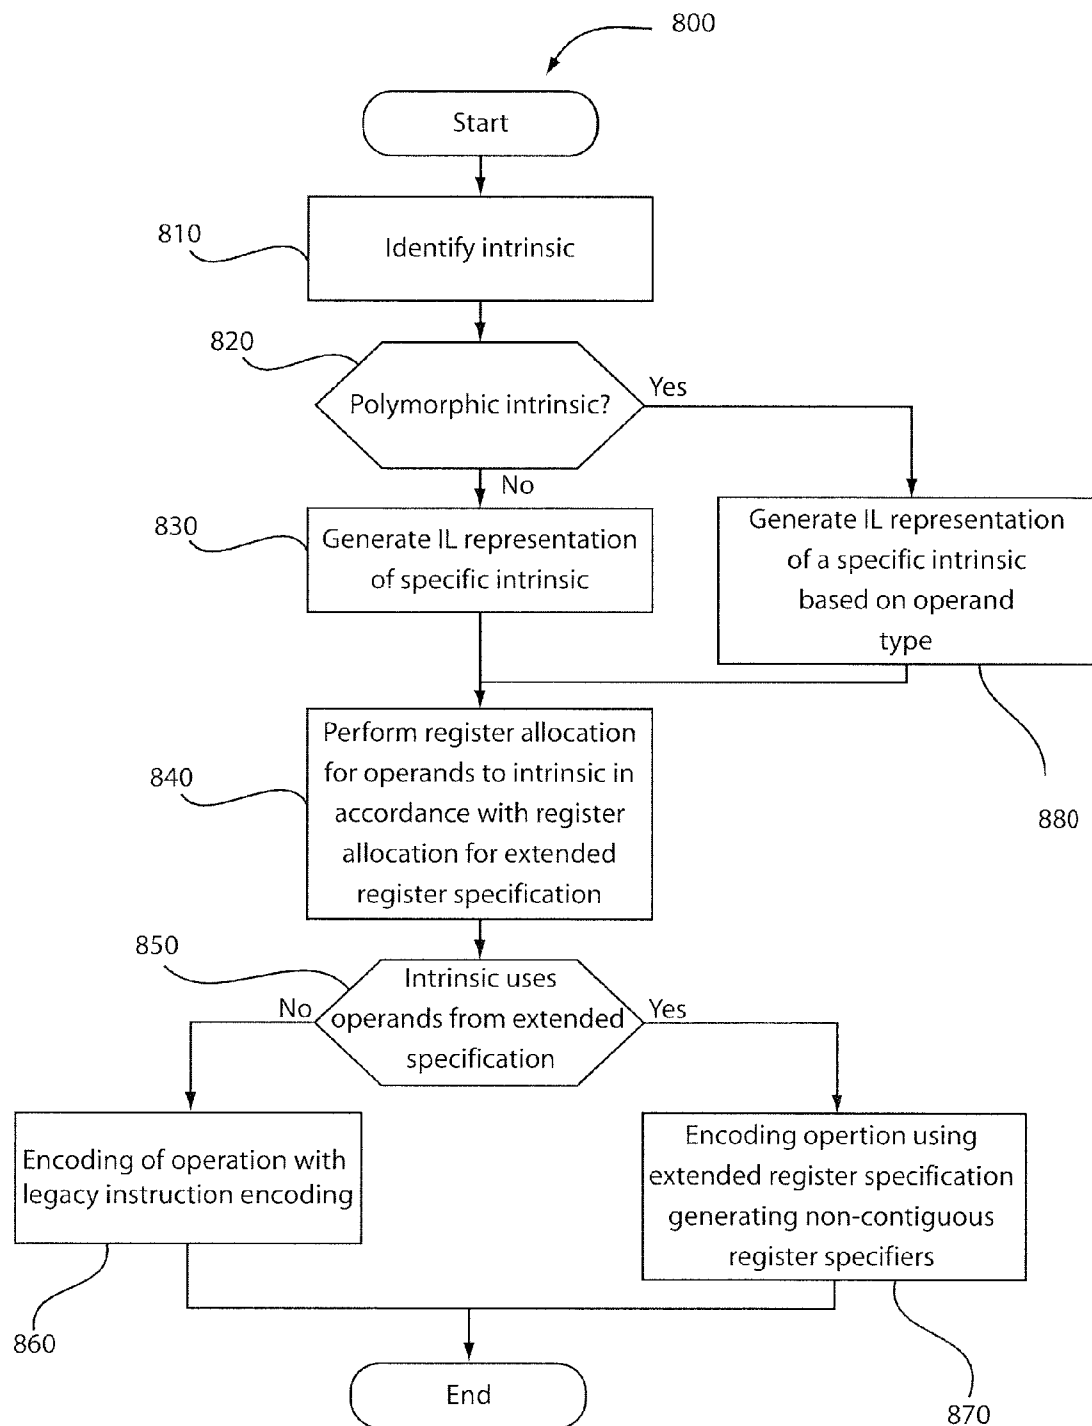 800
Start
810
Identify intrinsic
820
Polymorphic intrinsic?
Yes
No
830
Generate IL representation
of specific intrinsic
Generate IL representation
of a specific intrinsic
based on operand
type
880
840
Perform register allocation
for operands to intrinsic in
accordance with register
allocation for extended
register specification
850
Intrinsic uses
operands from extended
specification
No
Yes
Encoding of operation with
legacy instruction encoding
860
Encoding opertion using
extended register specification
generating non-contiguous
register specifiers
870
End